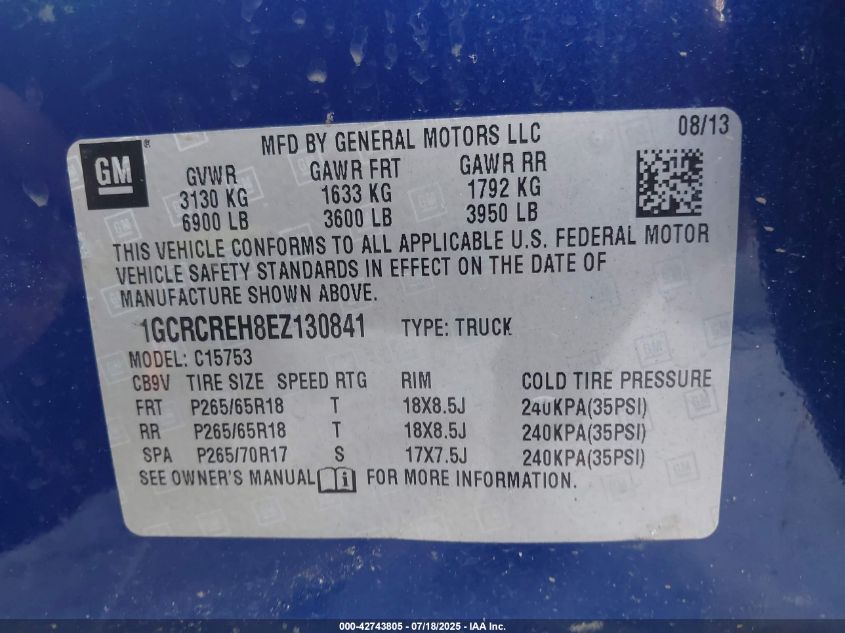 GM
MFD BY GENERAL MOTORS LLC
08/13
GVWR GAWR FRT GAWR RR
3130 KG 1633 KG 1792 KG
6900 LB 3600 LB 3950 LB
THIS VEHICLE CONFORMS TO ALL APPLICABLE U.S. FEDERAL MOTOR
VEHICLE SAFETY STANDARDS IN EFFECT ON THE DATE OF
MANUFACTURE SHOWN ABOVE.
1GCRCREH8EZ130841 TYPE: TRUCK
MODEL: C15753
CB9V TIRE SIZE SPEED RTG RIM COLD TIRE PRESSURE
FRT P265/65R18 T 18X8.5J 240KPA(35PSI)
RR P265/65R18 T 18X8.5J 240KPA(35PSI)
SPA P265/70R17 S 17X7.5J 240KPA(35PSI)
SEE OWNER'S MANUAL i FOR MORE INFORMATION.
000-42743805 - 07/18/2025 - IAA Inc.